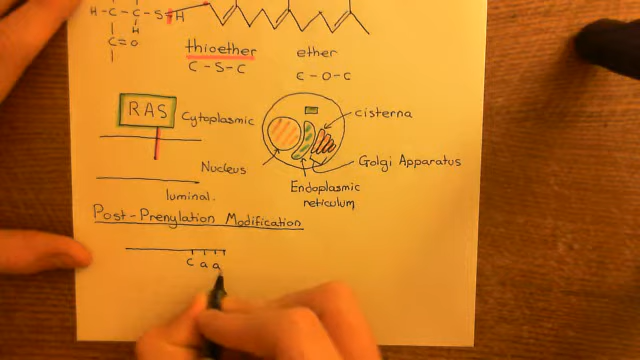 H-C-C-S-H
H
C=O
thioether
C-S-C
ether
C-O-C
RAS
Cytoplasmic
cisterna
Nucleus
Golgi Apparatus
Endoplasmic
reticulum
luminal.
Post-Prenylation Modification
C a a